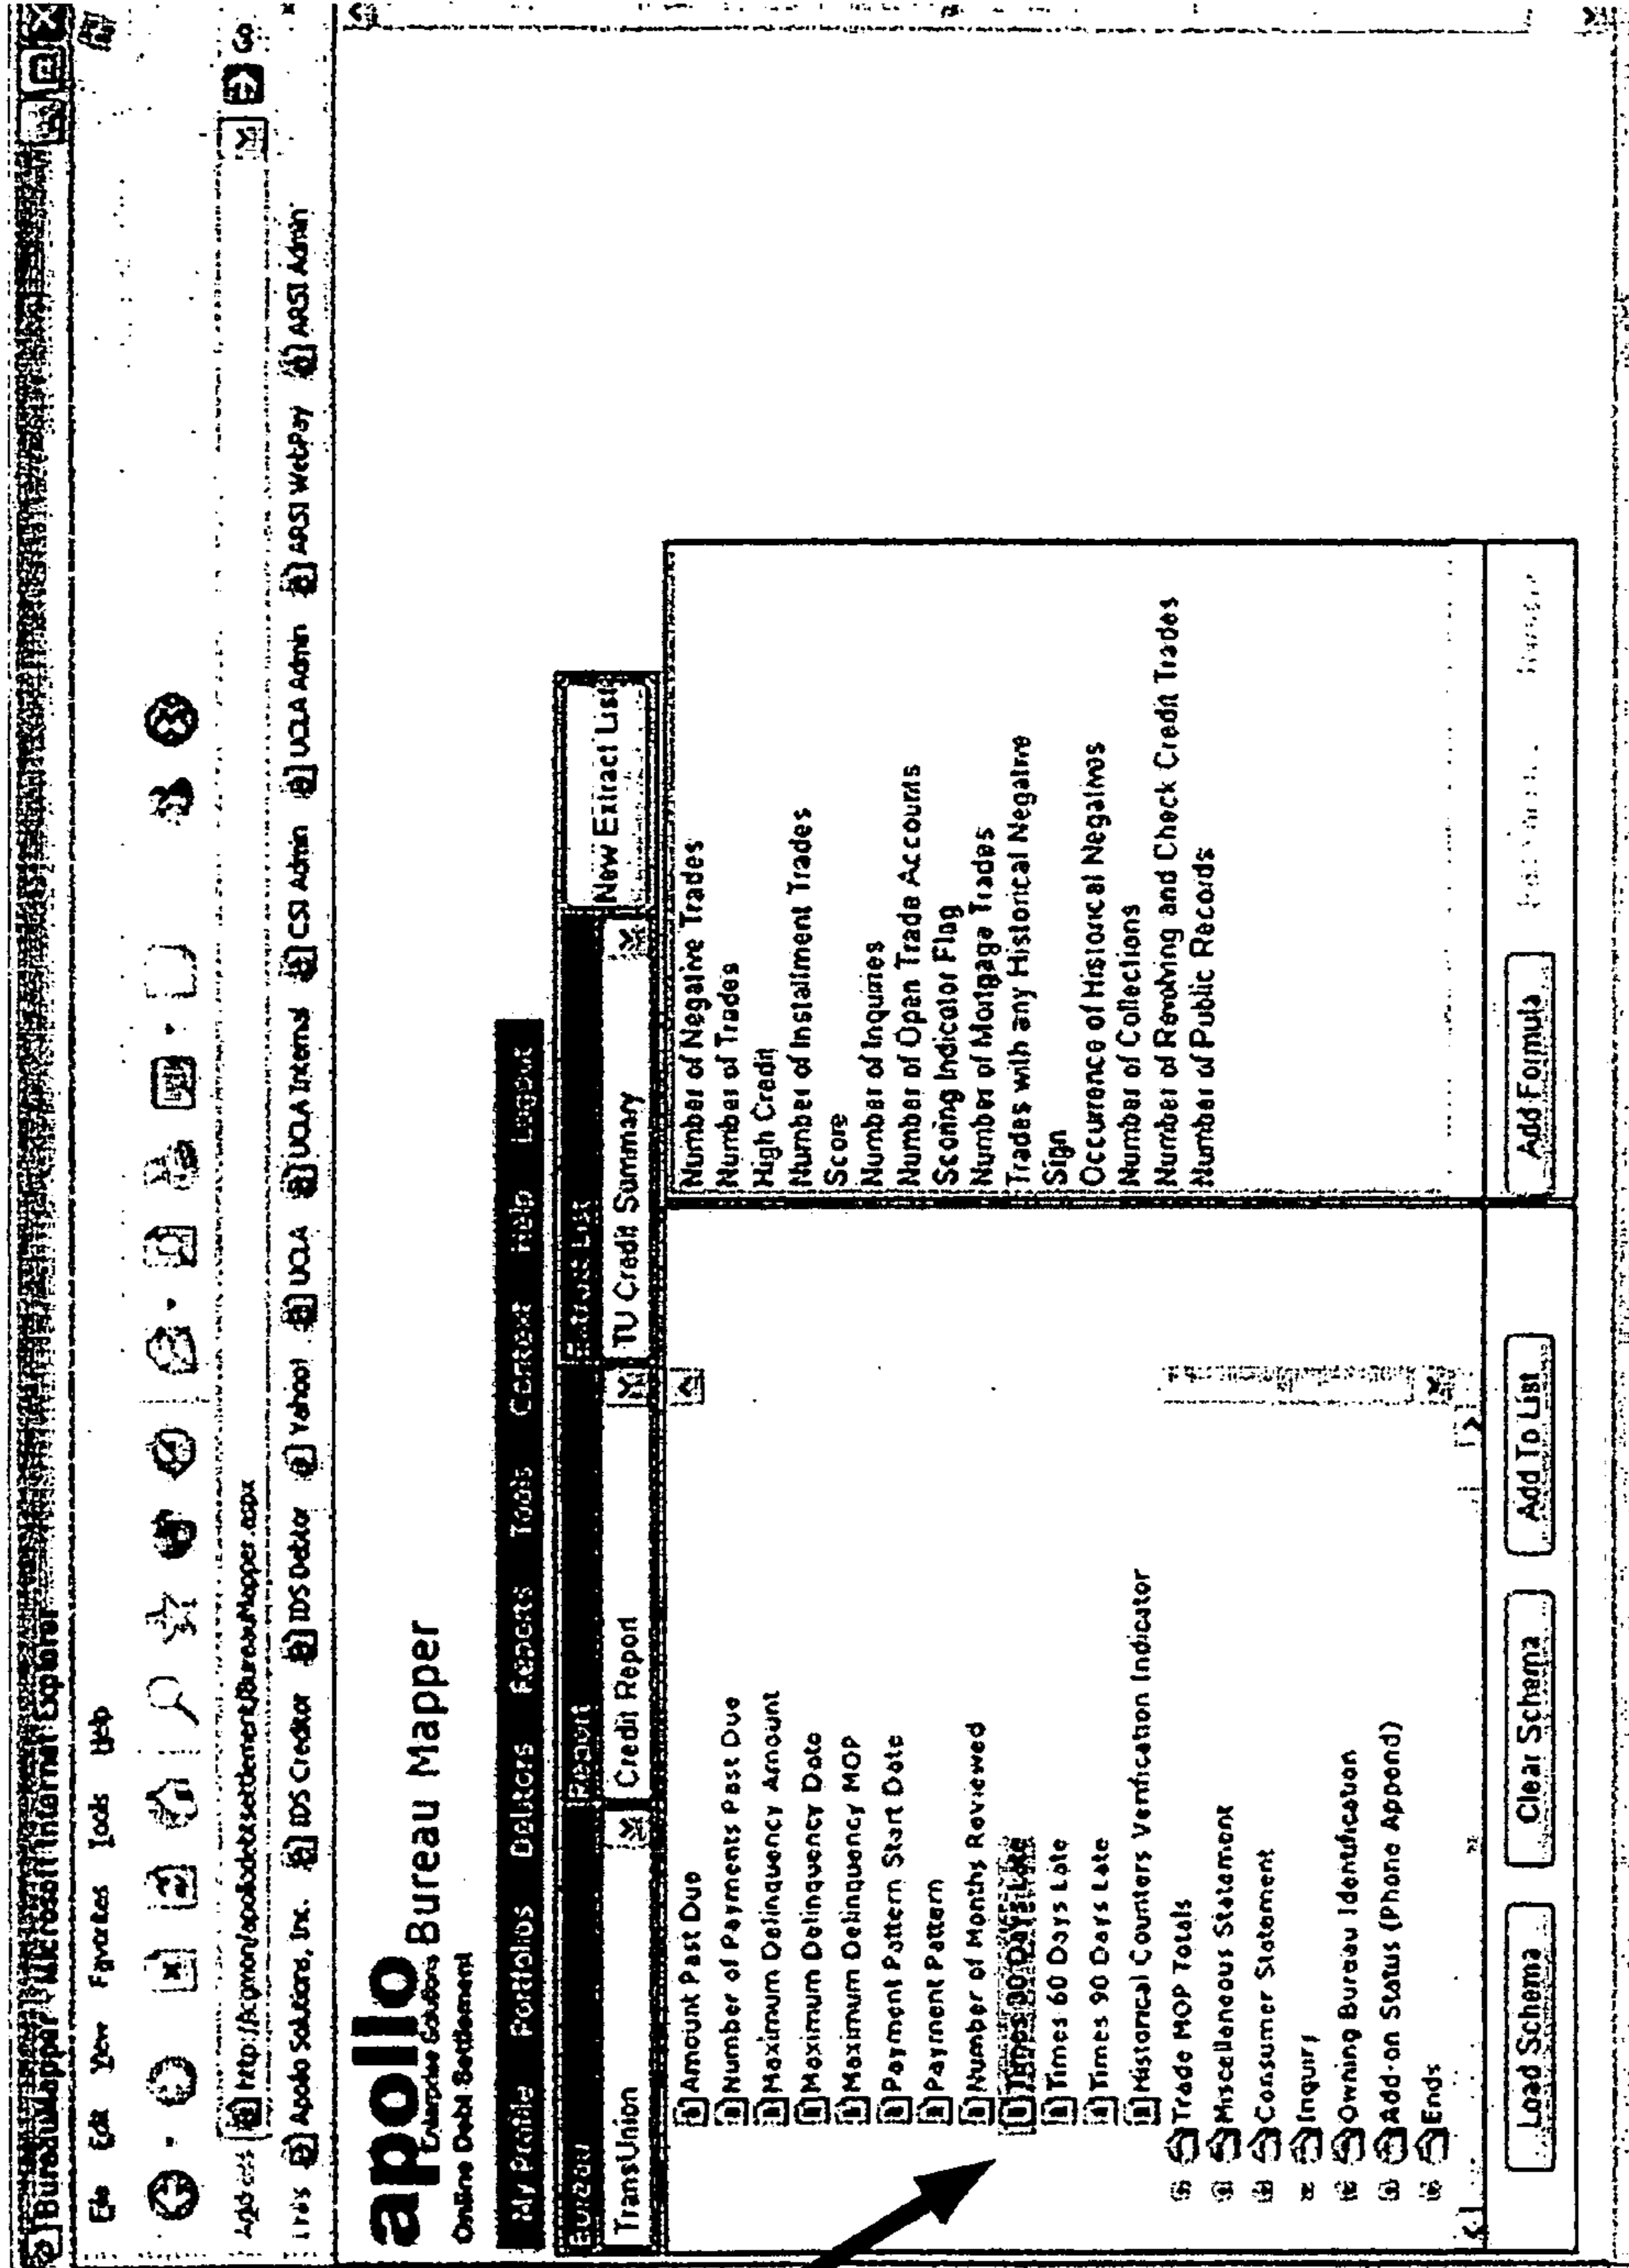 BureauMapper - Microsoft Internet Explorer
File Edit View Favorites Tools Help
Address
Links Apollo Solutions, Inc. IDS Creditor IDS Debtor Yahoo! UCLA UCLA Internal CSI Admin UCLA Admin ARSI WebPay ARSI Admin
apollo
Enterprise Solutions
Online Debt Settlement
Bureau Mapper
My Profile Portfolios Debtors Reports Tools Contact Help Logout
Bureau Report Extract List
TransUnion Credit Report TU Credit Summary New Extract List
Amount Past Due
Number of Payments Past Due
Maximum Delinquency Amount
Maximum Delinquency Date
Maximum Delinquency MOP
Payment Pattern Start Date
Payment Pattern
Number of Months Reviewed
Times 30 Days Late
Times 60 Days Late
Times 90 Days Late
Historical Counters Verification Indicator
Trade MOP Totals
Miscellaneous Statement
Consumer Statement
Inquiry
Owning Bureau Identification
Add-on Status (Phone Append)
Ends
Number of Negative Trades
Number of Trades
High Credit
Number of Installment Trades
Score
Number of Inquiries
Number of Open Trade Accounts
Scoring Indicator Flag
Number of Mortgage Trades
Trades with any Historical Negative
Sign
Occurrence of Historical Negatives
Number of Collections
Number of Revolving and Check Credit Trades
Number of Public Records
Load Schema Clear Schema Add To List Add Formula